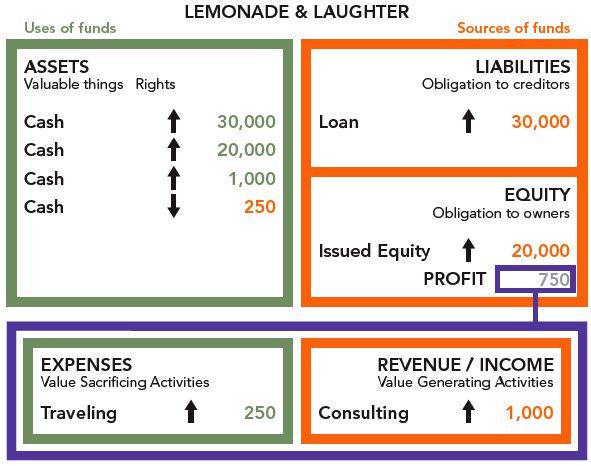 LEMONADE & LAUGHTER
Uses of funds
Sources of funds
ASSETS
Valuable things Rights
Cash 30,000
Cash 20,000
Cash 1,000
Cash 250
LIABILITIES
Obligation to creditors
Loan 30,000
EQUITY
Obligation to owners
Issued Equity 20,000
PROFIT 750
EXPENSES
Value Sacrificing Activities
Traveling 250
REVENUE / INCOME
Value Generating Activities
Consulting 1,000